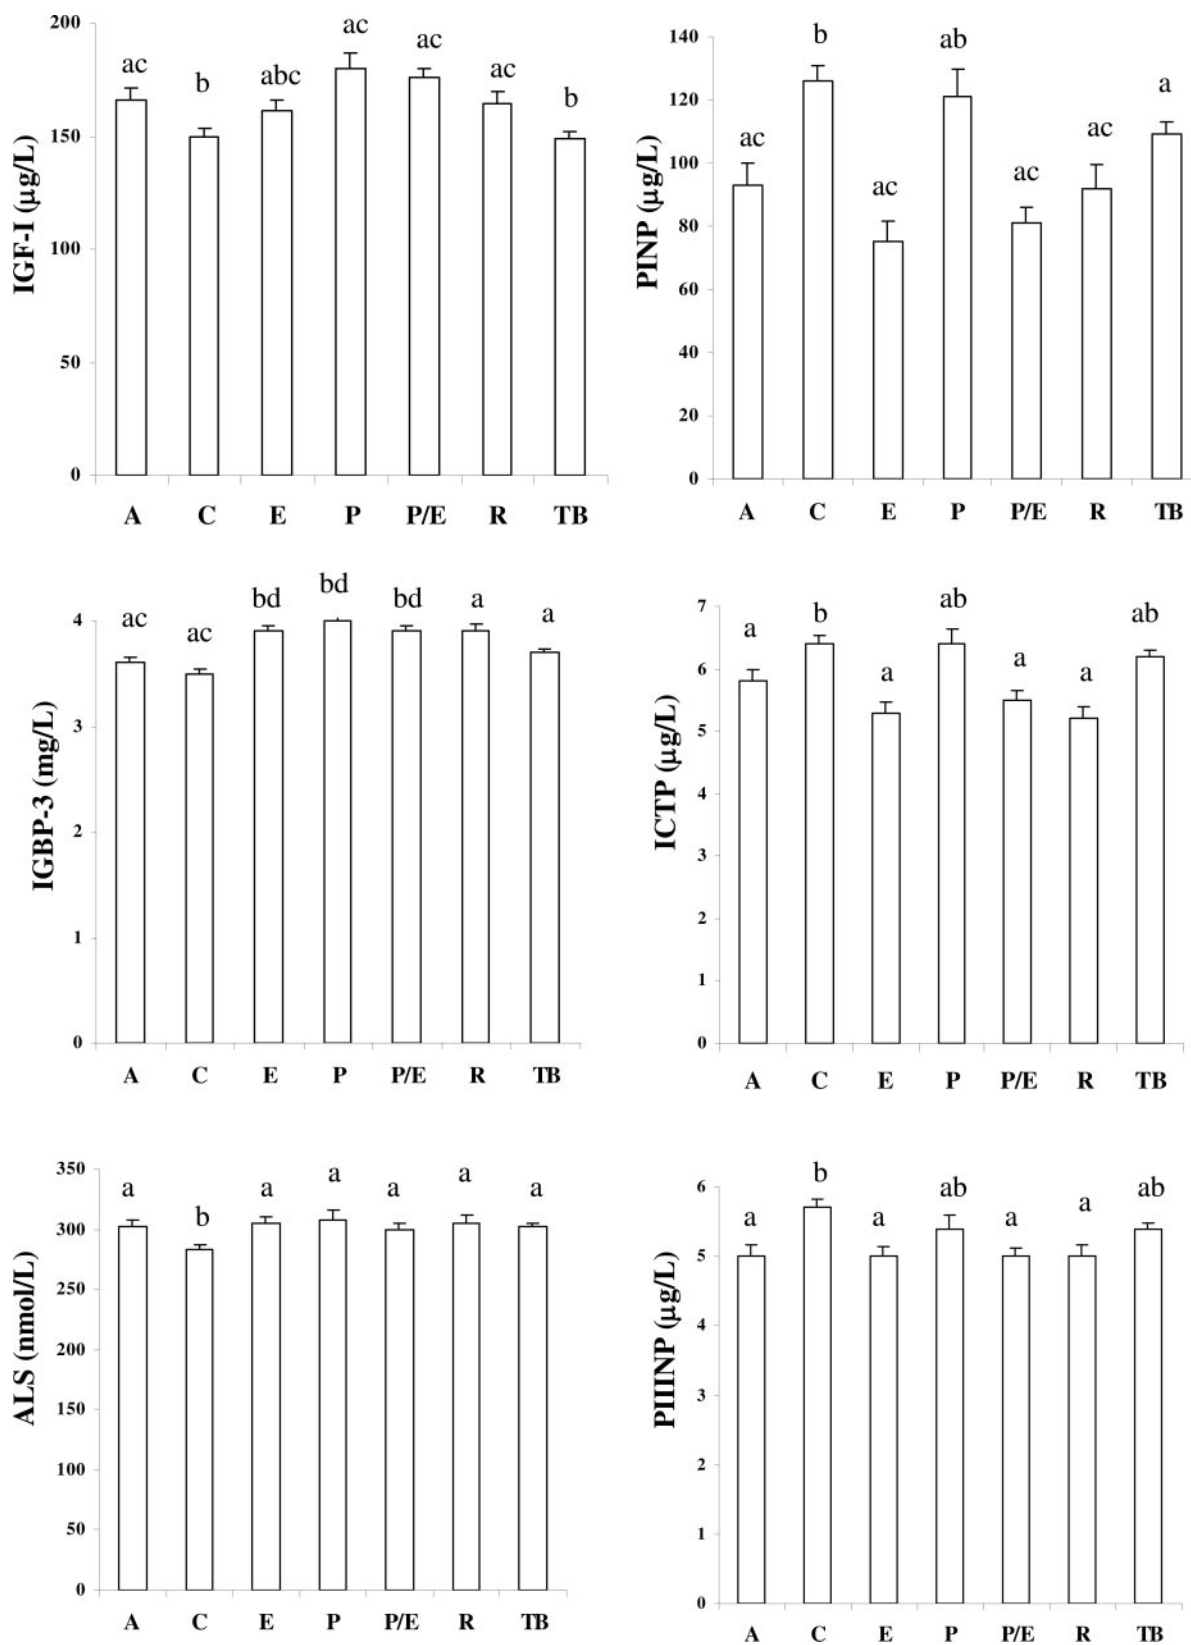 200
150
100
50
0
IGF-I (µg/L)
ac
b
abc
ac
ac
ac
b
A C E P P/E R TB
140
120
100
80
60
40
20
0
PINP (µg/L)
ac
b
ac
ab
ac
ac
a
A C E P P/E R TB
4
3
2
1
0
IGBP-3 (mg/L)
ac
ac
bd
bd
bd
a
a
A C E P P/E R TB
7
6
5
4
3
2
1
0
ICTP (µg/L)
a
b
a
ab
a
a
ab
A C E P P/E R TB
350
300
250
200
150
100
50
0
ALS (nmol/L)
a
b
a
a
a
a
a
A C E P P/E R TB
6
5
4
3
2
1
0
PIIINP (µg/L)
a
b
a
ab
a
a
ab
A C E P P/E R TB